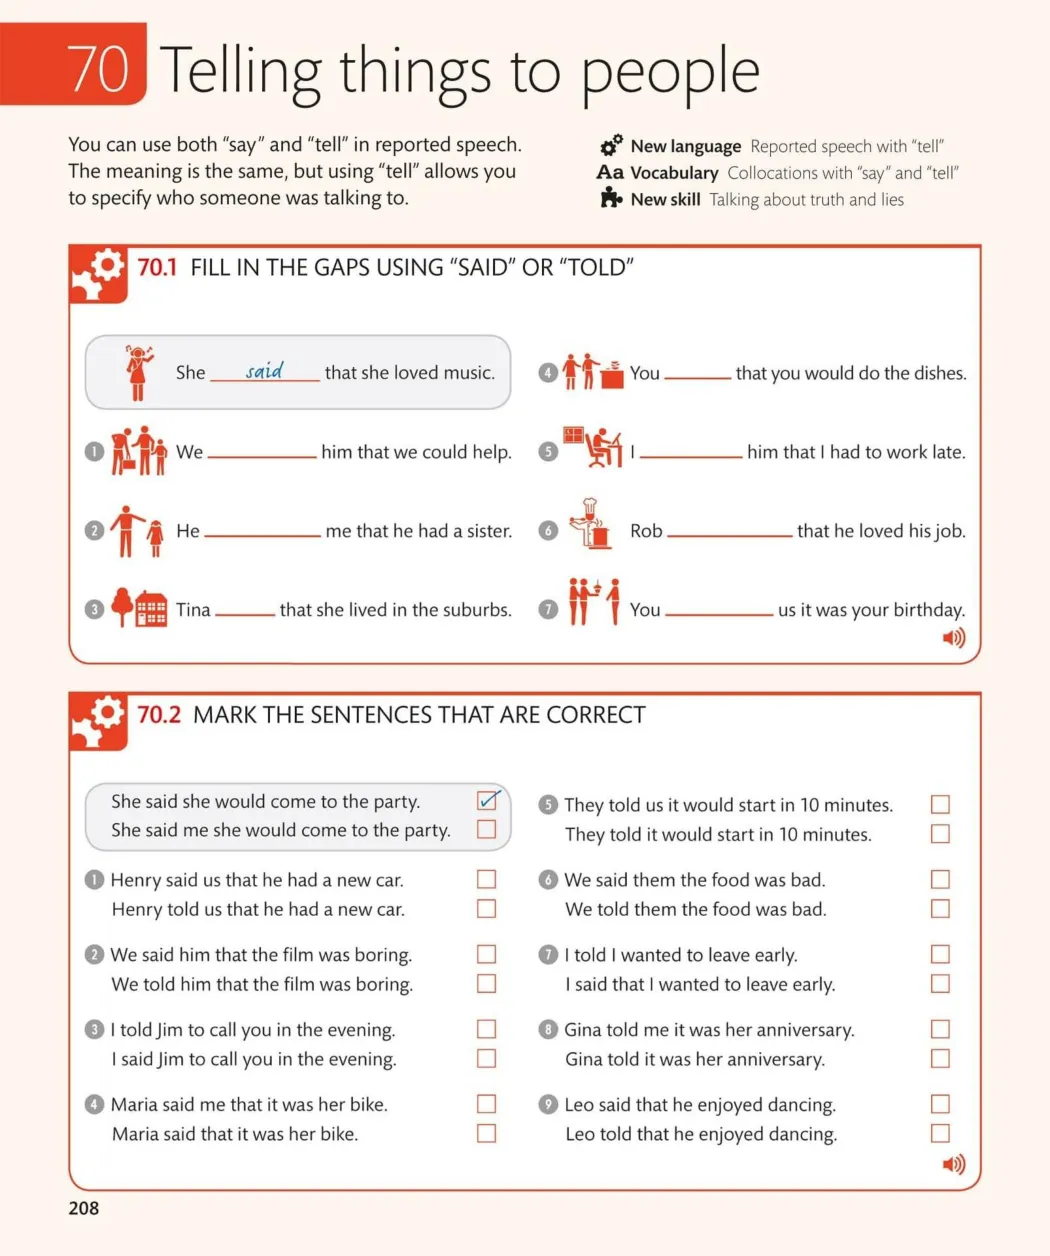 70 Telling things to people
You can use both “say” and “tell” in reported speech.
The meaning is the same, but using “tell” allows you
to specify who someone was talking to.
New language Reported speech with “tell”
Aa Vocabulary Collocations with “say” and “tell”
New skill Talking about truth and lies
70.1 FILL IN THE GAPS USING “SAID” OR “TOLD”
She said that she loved music.
1 We ________ him that we could help.
2 He ________ me that he had a sister.
3 Tina ________ that she lived in the suburbs.
4 You ________ that you would do the dishes.
5 I ________ him that I had to work late.
6 Rob ________ that he loved his job.
7 You ________ us it was your birthday.
70.2 MARK THE SENTENCES THAT ARE CORRECT
She said she would come to the party.
She said me she would come to the party.
1 Henry said us that he had a new car.
Henry told us that he had a new car.
2 We said him that the film was boring.
We told him that the film was boring.
3 I told Jim to call you in the evening.
I said Jim to call you in the evening.
4 Maria said me that it was her bike.
Maria said that it was her bike.
5 They told us it would start in 10 minutes.
They told it would start in 10 minutes.
6 We said them the food was bad.
We told them the food was bad.
7 I told I wanted to leave early.
I said that I wanted to leave early.
8 Gina told me it was her anniversary.
Gina told it was her anniversary.
9 Leo said that he enjoyed dancing.
Leo told that he enjoyed dancing.
208